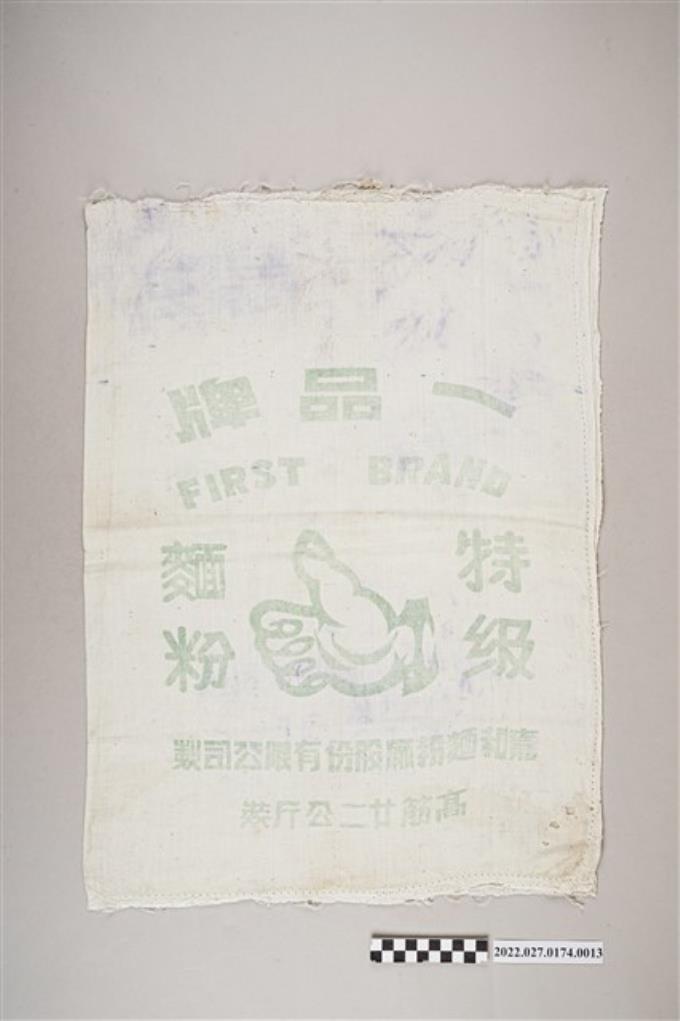 一品牌
FIRST BRAND
特级
麵粉
嘉和麵粉廠股份有限公司製
高筋廿二公斤裝
2022.027.0174.0013